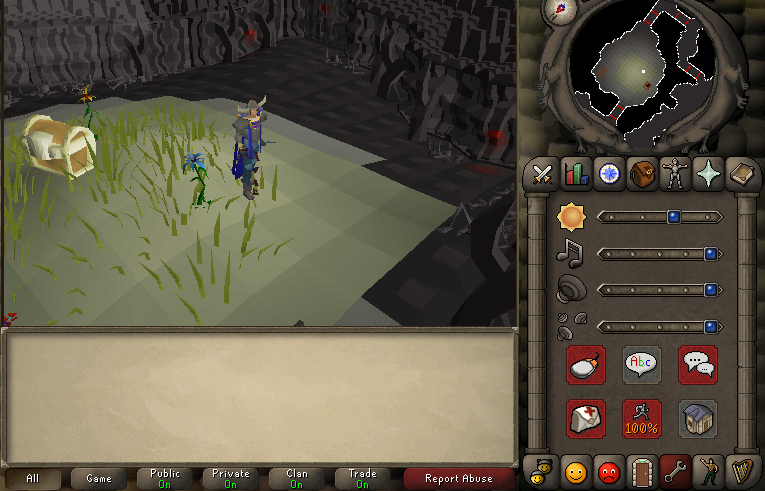 Abc
100%
All
Game
Public
On
Private
On
Clan
On
Trade
On
Report Abuse